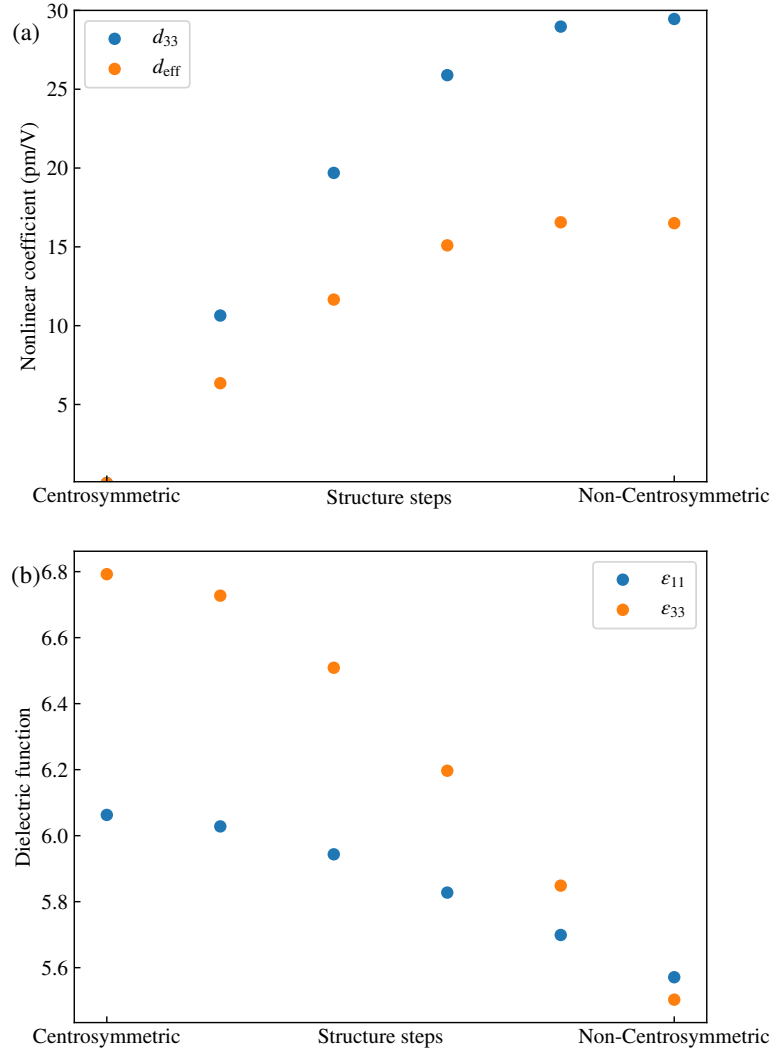 (a)
d₃₃
d_eff
30
25
20
15
10
5
Nonlinear coefficient (pm/V)
Centrosymmetric Structure steps Non-Centrosymmetric
(b)
ε₁₁
ε₃₃
6.8
6.6
6.4
6.2
6.0
5.8
5.6
Dielectric function
Centrosymmetric Structure steps Non-Centrosymmetric